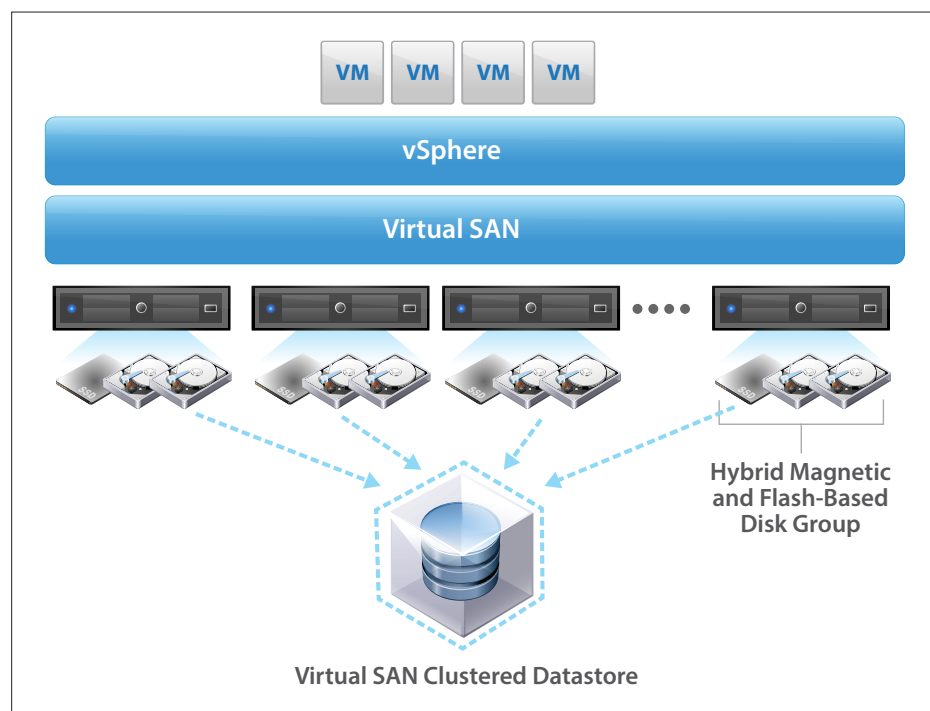 VM VM VM VM
vSphere
Virtual SAN
SSD SSD SSD SSD
Hybrid Magnetic
and Flash-Based
Disk Group
Virtual SAN Clustered Datastore